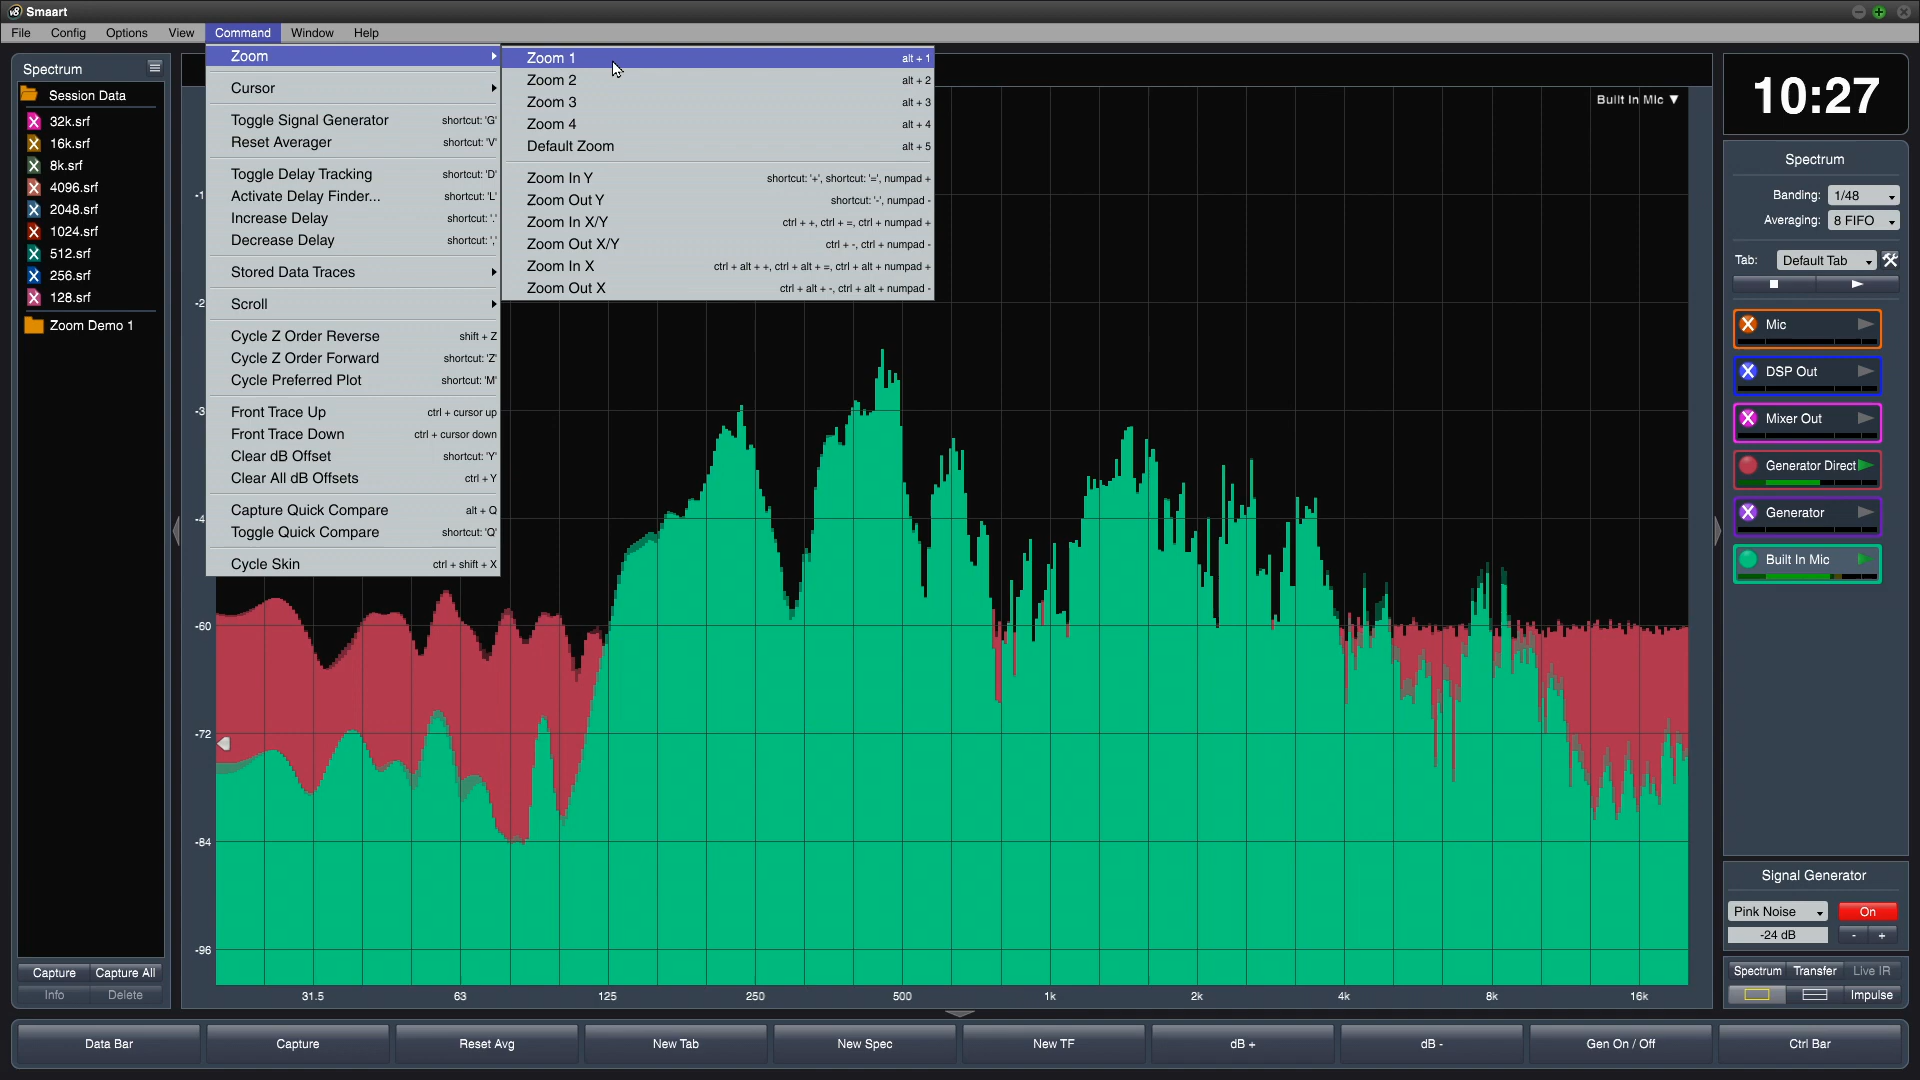 Smaart
File Config Options View Command Window Help
Spectrum
Session Data
32k.srf
16k.srf
8k.srf
4096.srf
2048.srf
1024.srf
512.srf
256.srf
128.srf
Zoom Demo 1
Capture Capture All
Info Delete
Zoom
Cursor
Toggle Signal Generator shortcut: 'G'
Reset Averager shortcut: 'V'
Toggle Delay Tracking shortcut: 'D'
Activate Delay Finder... shortcut: 'L'
Increase Delay shortcut: '.'
Decrease Delay shortcut: ','
Stored Data Traces
Scroll
Cycle Z Order Reverse shift + Z
Cycle Z Order Forward shortcut: 'Z'
Cycle Preferred Plot shortcut: 'M'
Front Trace Up ctrl + cursor up
Front Trace Down ctrl + cursor down
Clear dB Offset shortcut: 'Y'
Clear All dB Offsets ctrl + Y
Capture Quick Compare alt + Q
Toggle Quick Compare shortcut: 'Q'
Cycle Skin ctrl + shift + X
Zoom 1 alt + 1
Zoom 2 alt + 2
Zoom 3 alt + 3
Zoom 4 alt + 4
Default Zoom alt + 5
Zoom In Y shortcut: '+', shortcut: '=', numpad +
Zoom Out Y shortcut: '-', numpad -
Zoom In X/Y ctrl + +, ctrl + =, ctrl + numpad +
Zoom Out X/Y ctrl + -, ctrl + numpad -
Zoom In X ctrl + alt + +, ctrl + alt + =, ctrl + alt + numpad +
Zoom Out X ctrl + alt + -, ctrl + alt + numpad -
Built In Mic ▼
-60
-72
-84
-96
31.5 63 125 250 500 1k 2k 4k 8k 16k
10:27
Spectrum
Banding: 1/48
Averaging: 8 FIFO
Tab: Default Tab
Mic
DSP Out
Mixer Out
Generator Direct
Generator
Built In Mic
Signal Generator
Pink Noise On
-24 dB - +
Spectrum Transfer Live IR
Impulse
Data Bar Capture Reset Avg New Tab New Spec New TF dB + dB - Gen On / Off Ctrl Bar